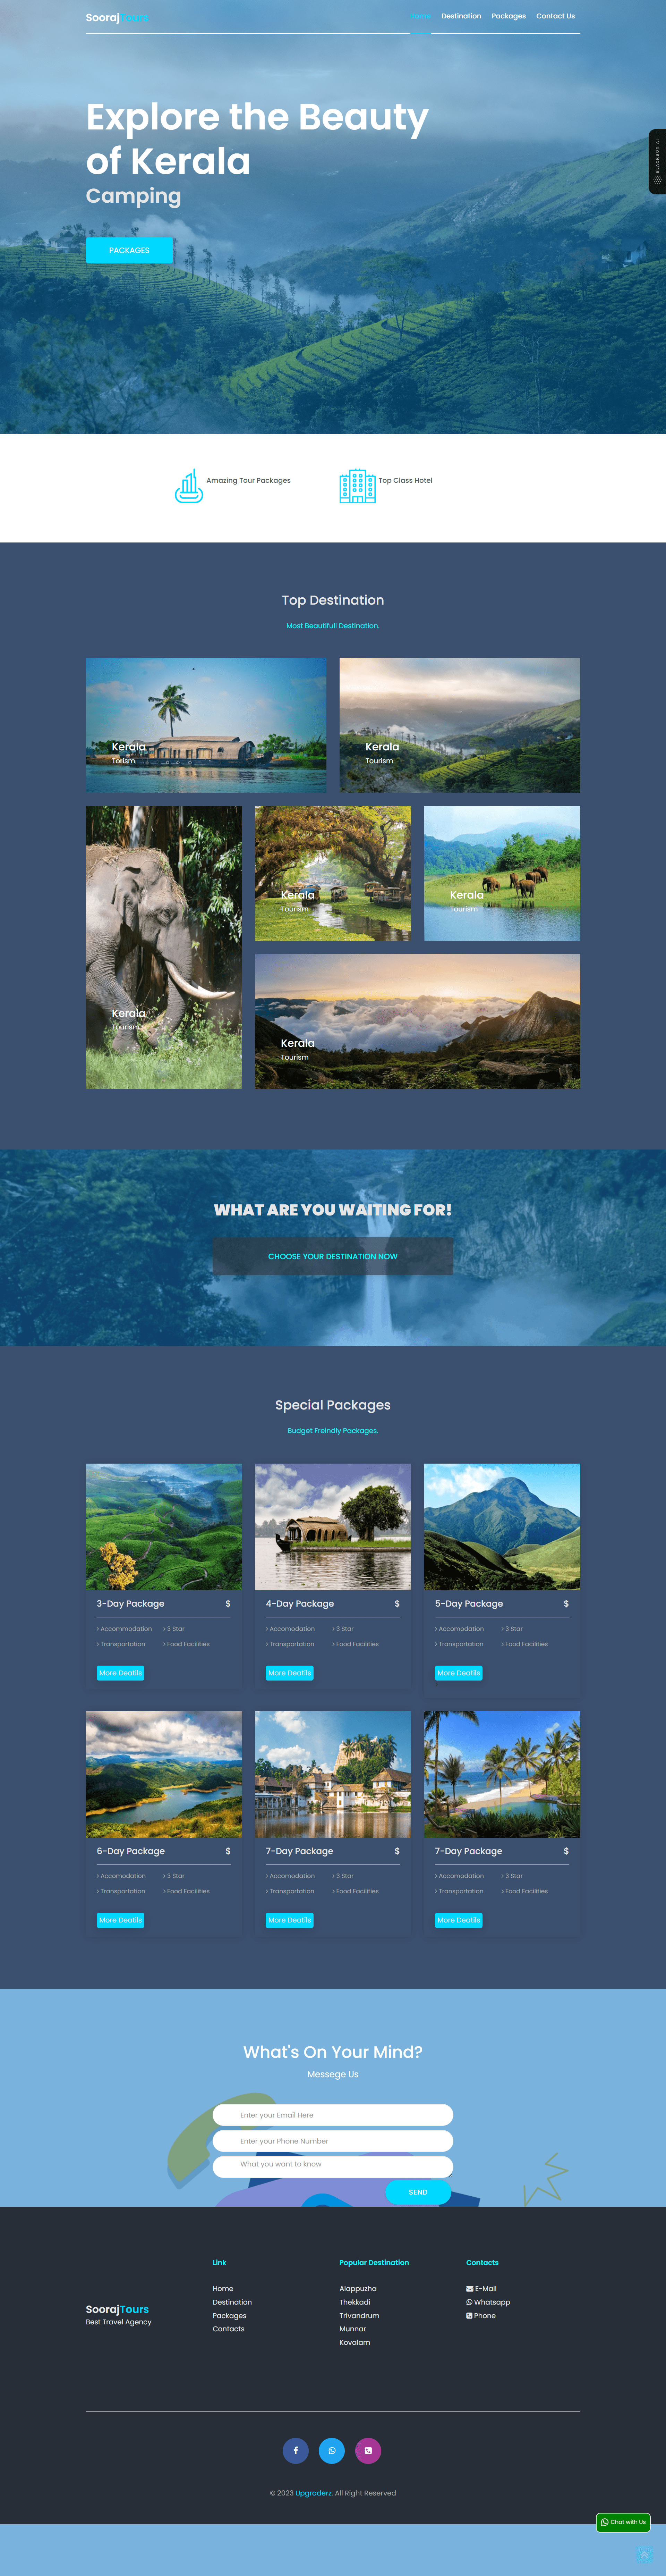 SoorajTours
Home Destination Packages Contact Us
Explore the Beauty
of Kerala
Camping
PACKAGES
BLACKBOX AI
Amazing Tour Packages
Top Class Hotel
Top Destination
Most Beautifull Destination.
Kerala
Torism
Kerala
Tourism
Kerala
Tourism
Kerala
Tourism
Kerala
Tourism
Kerala
Tourism
WHAT ARE YOU WAITING FOR!
CHOOSE YOUR DESTINATION NOW
Special Packages
Budget Freindly Packages.
3-Day Package $
> Accommodation > 3 Star
> Transportation > Food Facilities
More Deatils
4-Day Package $
> Accomodation > 3 Star
> Transportation > Food Facilities
More Deatils
5-Day Package $
> Accomodation > 3 Star
> Transportation > Food Facilities
More Deatils
6-Day Package $
> Accomodation > 3 Star
> Transportation > Food Facilities
More Deatils
7-Day Package $
> Accomodation > 3 Star
> Transportation > Food Facilities
More Deatils
7-Day Package $
> Accomodation > 3 Star
> Transportation > Food Facilities
More Deatils
What's On Your Mind?
Messege Us
Enter your Email Here
Enter your Phone Number
What you want to know
SEND
SoorajTours
Best Travel Agency
Link
Home
Destination
Packages
Contacts
Popular Destination
Alappuzha
Thekkadi
Trivandrum
Munnar
Kovalam
Contacts
E-Mail
Whatsapp
Phone
© 2023 Upgraderz. All Right Reserved
Chat with Us